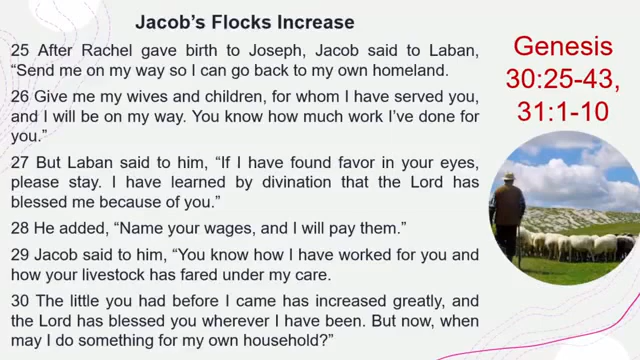 Jacob's Flocks Increase
25 After Rachel gave birth to Joseph, Jacob said to Laban,
“Send me on my way so I can go back to my own homeland.
26 Give me my wives and children, for whom I have served you,
and I will be on my way. You know how much work I’ve done for
you.”
27 But Laban said to him, “If I have found favor in your eyes,
please stay. I have learned by divination that the Lord has
blessed me because of you.”
28 He added, “Name your wages, and I will pay them.”
29 Jacob said to him, “You know how I have worked for you and
how your livestock has fared under my care.
30 The little you had before I came has increased greatly, and
the Lord has blessed you wherever I have been. But now, when
may I do something for my own household?”
Genesis
30:25-43,
31:1-10